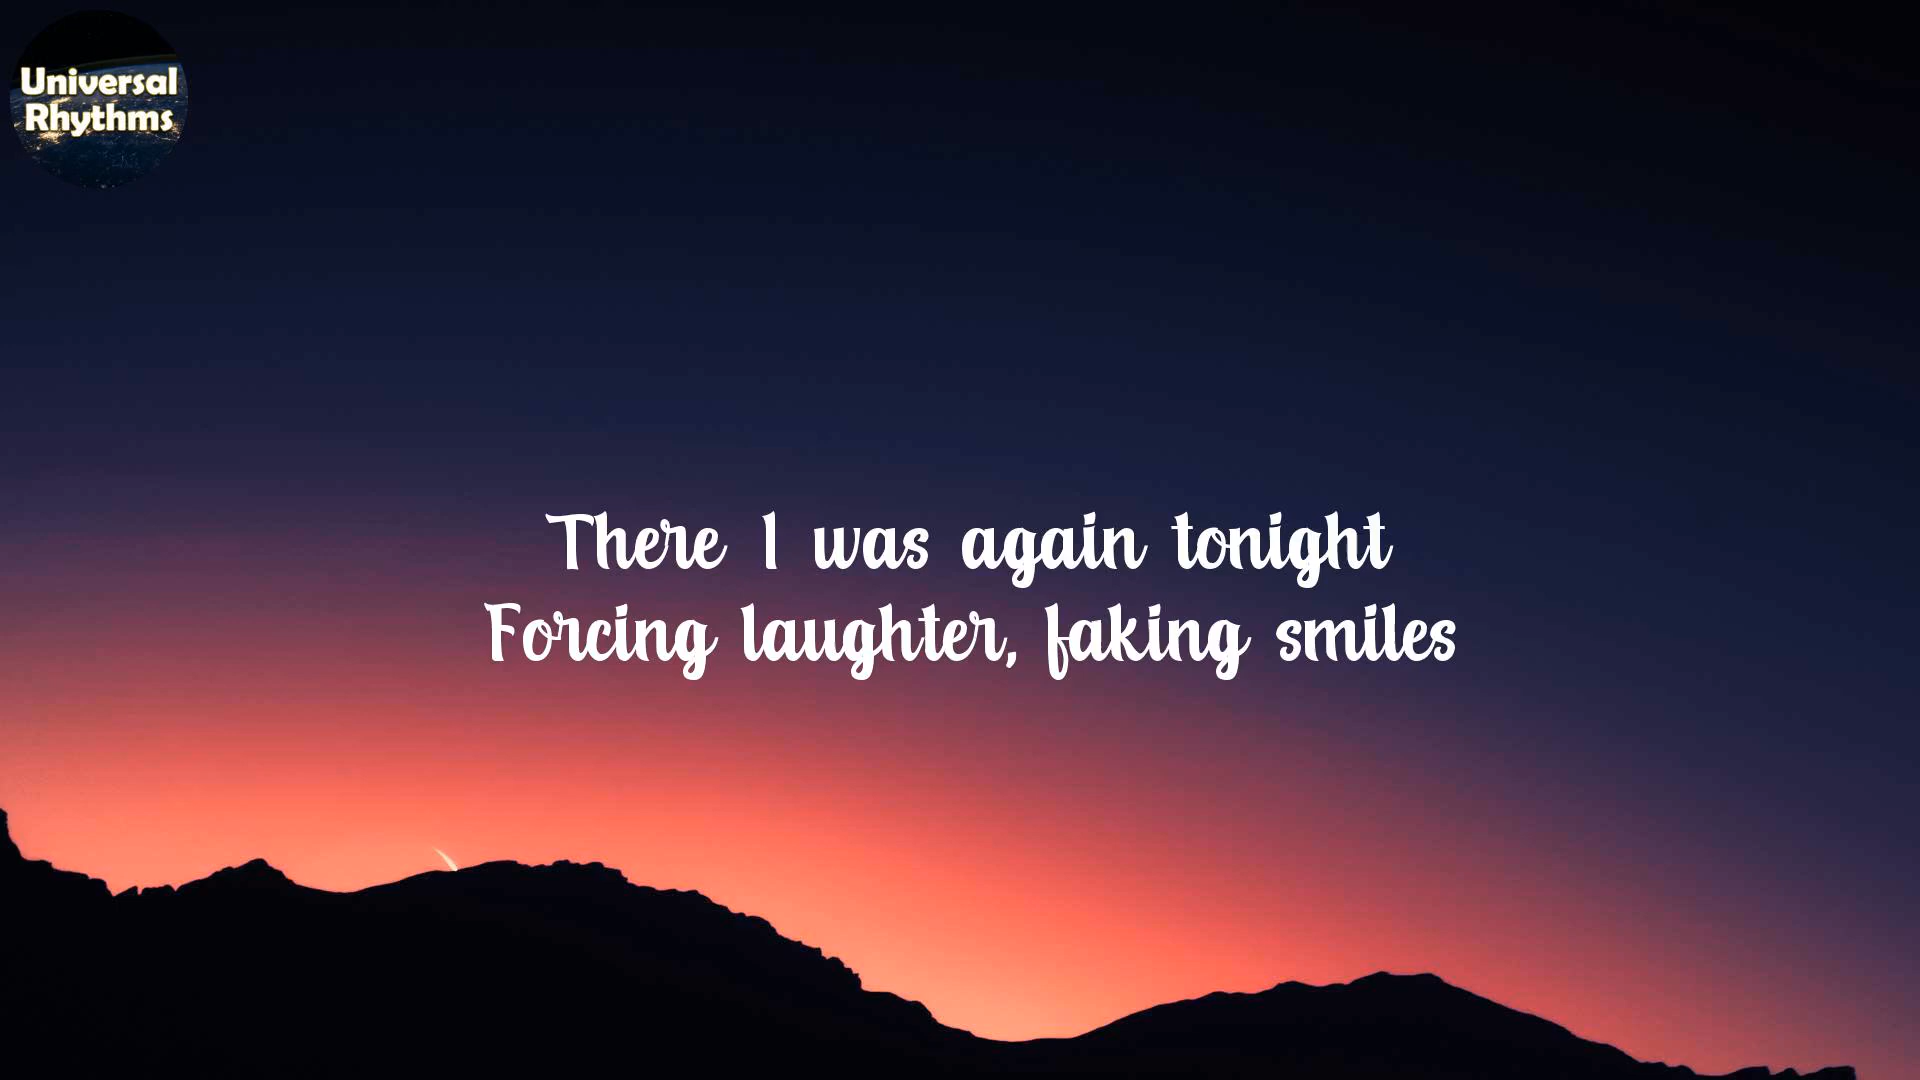 Universal
Rhythms
There I was again tonight
Forcing laughter, faking smiles